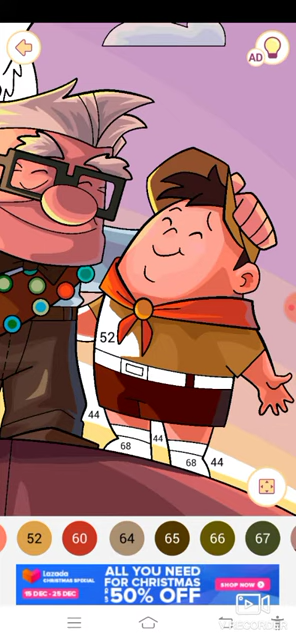 AD
52
44
44
68
68
44
52 60 64 65 66 67
Lazada
CHRISTMAS SPECIAL
15 DEC - 25 DEC
ALL YOU NEED
FOR CHRISTMAS
50% OFF
SHOP NOW
RECORDER